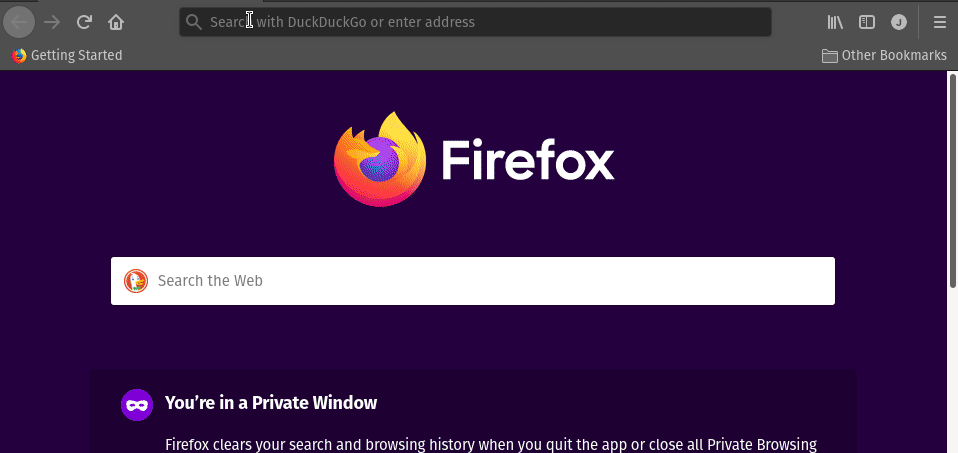 Search with DuckDuckGo or enter address
J
Getting Started
Other Bookmarks
Firefox
Search the Web
You're in a Private Window
Firefox clears your search and browsing history when you quit the app or close all Private Browsing